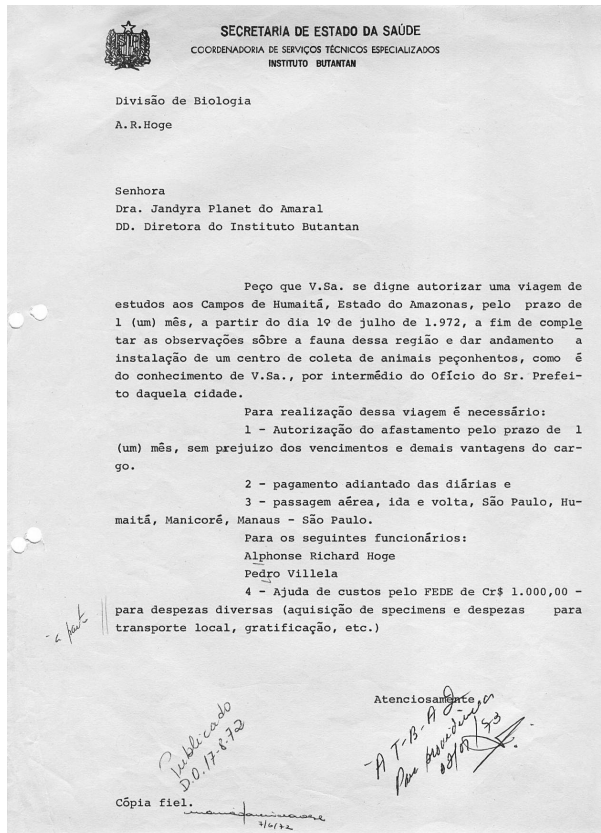 SECRETARIA DE ESTADO DA SAÚDE
COORDENADORIA DE SERVIÇOS TÉCNICOS ESPECIALIZADOS
INSTITUTO BUTANTAN
Divisão de Biologia
A.R.Hoge
Senhora
Dra. Jandyra Planet do Amaral
DD. Diretora do Instituto Butantan
Peço que V.Sa. se digne autorizar uma viagem de
estudos aos Campos de Humaitá, Estado do Amazonas, pelo prazo de
1 (um) mês, a partir do dia 1º de julho de 1.972, a fim de comple
tar as observações sôbre a fauna dessa região e dar andamento a
instalação de um centro de coleta de animais peçonhentos, como é
do conhecimento de V.Sa., por intermédio do Ofício do Sr. Prefei-
to daquela cidade.
Para realização dessa viagem é necessário:
1 - Autorização do afastamento pelo prazo de 1
(um) mês, sem prejuizo dos vencimentos e demais vantagens do car-
go.
2 - pagamento adiantado das diárias e
3 - passagem aérea, ida e volta, São Paulo, Hu-
maitá, Manicoré, Manaus - São Paulo.
Para os seguintes funcionários:
Alphonse Richard Hoge
Pedro Villela
4 - Ajuda de custos pelo FEDE de Cr$ 1.000,00 -
para despezas diversas (aquisição de specimens e despezas para
transporte local, gratificação, etc.)
Atenciosamente,
Publicado
D.O. 17-8-72
A T-B-A
Para providências
Cópia fiel.
7/6/72